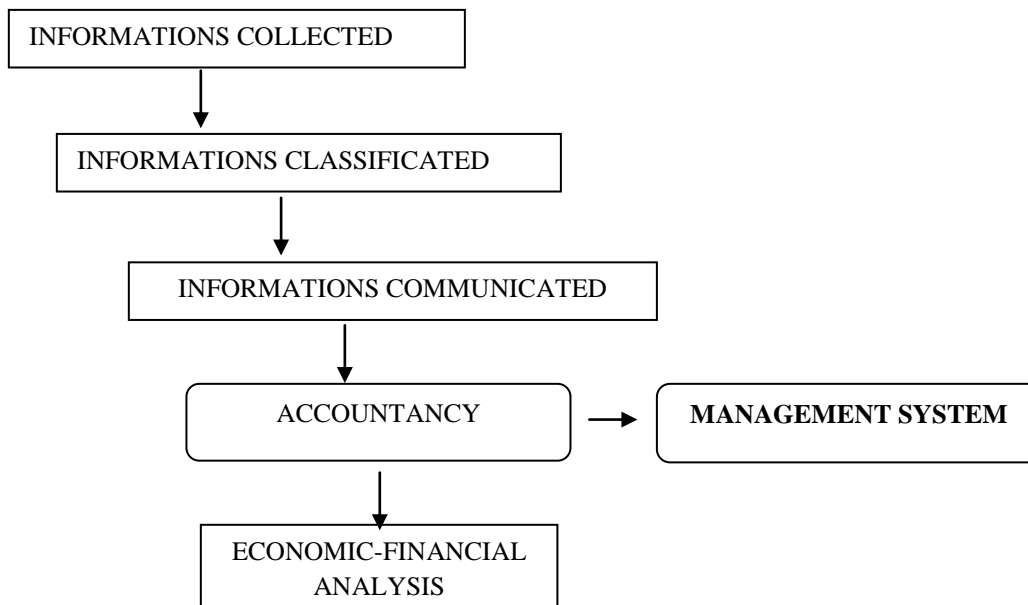 INFORMATIONS COLLECTED
INFORMATIONS CLASSIFICATED
INFORMATIONS COMMUNICATED
ACCOUNTANCY
MANAGEMENT SYSTEM
ECONOMIC-FINANCIAL
ANALYSIS